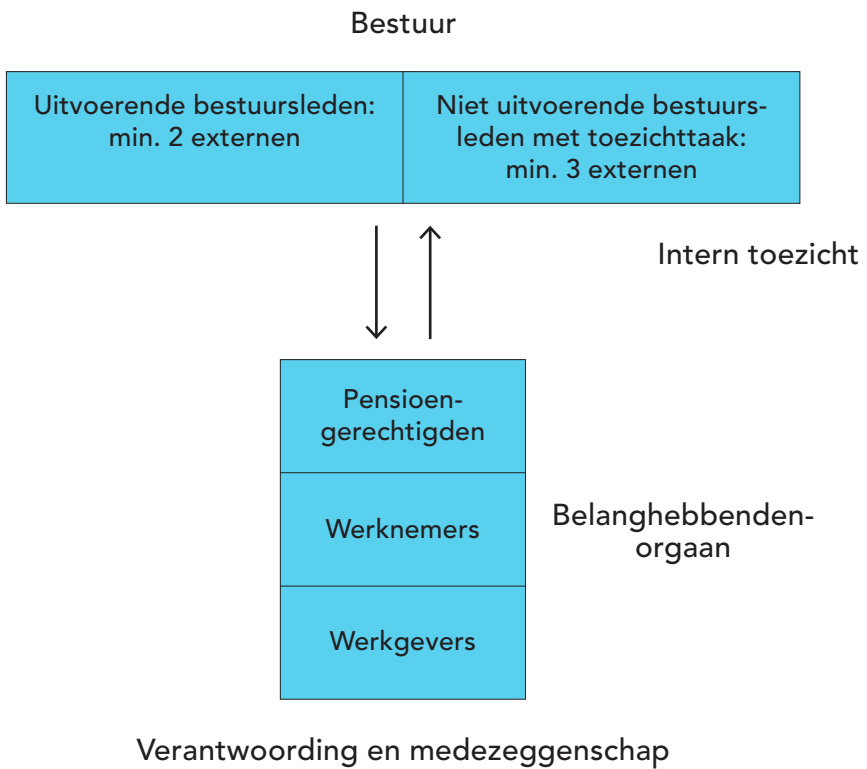 Bestuur
Uitvoerende bestuursleden:
min. 2 externen
Niet uitvoerende bestuurs-
leden met toezichttaak:
min. 3 externen
Intern toezicht
Pensioen-
gerechtigden
Werknemers
Belanghebbenden-
orgaan
Werkgevers
Verantwoording en medezeggenschap